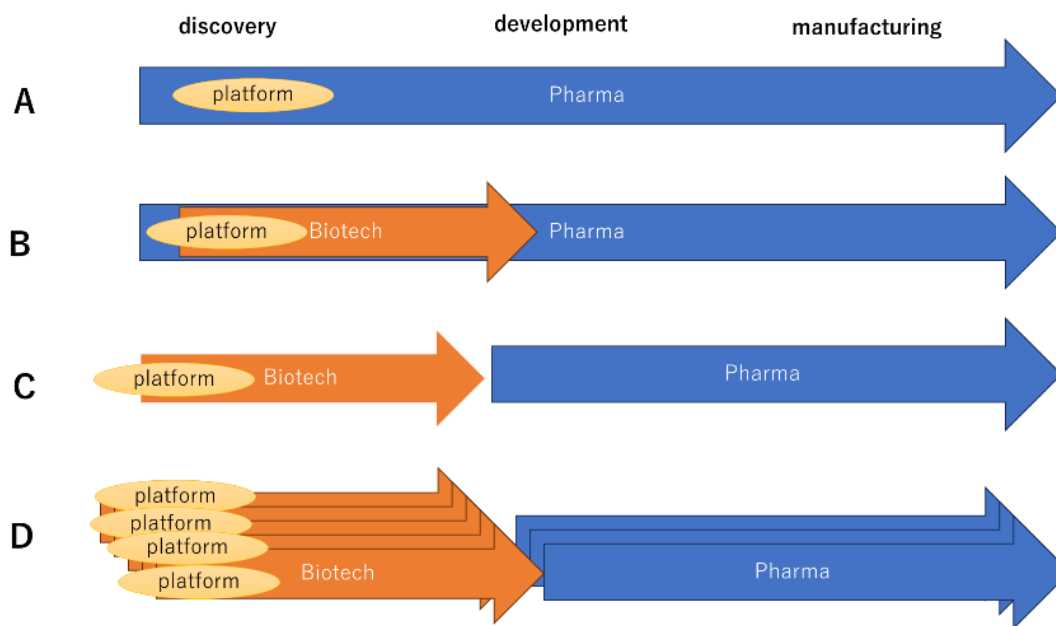 discovery development manufacturing
A platform Pharma
B platform Biotech Pharma
C platform Biotech Pharma
platform
platform
D platform
platform Biotech Pharma